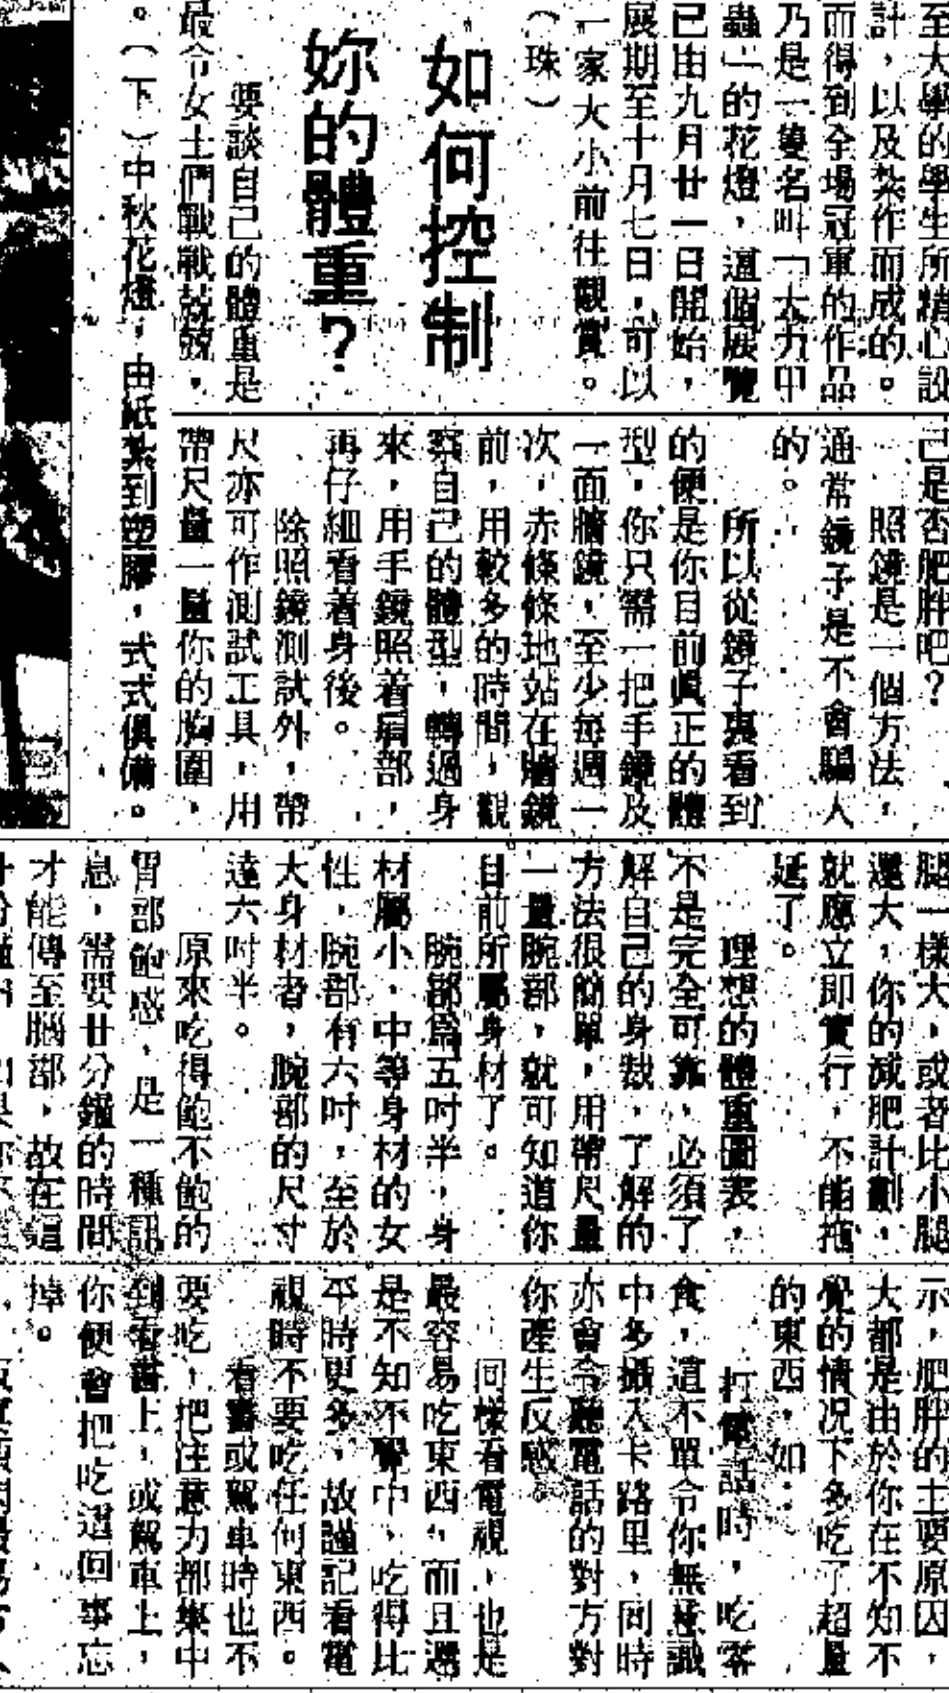 至大學的學生所精心設
計，以及紮作而成的。
而得到全場冠軍的作品
乃是一隻名叫「大力甲
蟲」的花燈，這個展覽
已由九月廿一日開始，
展期至十月七日，可以
一家大小前往觀賞。
（珠）
如何控制
妳的體重？
要談自己的體重是
最令女士們戰戰兢兢，
。（下）中秋花燈，由紙紮到塑膠，式式俱備。
己是否肥胖吧？
照鏡是一個方法，
通常鏡子是不會騙人
的。
所以從鏡子裏看到
的便是你目前眞正的體
型，你只需一把手鏡及
一面牆鏡，至少每週一
次，赤條條地站在牆鏡
前，用較多的時間，觀
察自己的體型，轉過身
來，用手鏡照着肩部，
再仔細看着身後。
除照鏡測試外，帶
尺亦可作測試工具，用
帶尺量一量你的胸圍，
腿一樣大，或者比小腿
還大，你的減肥計劃，
就應立即實行，不能拖
延了。
理想的體重圖表，
不是完全可靠，必須了
解自己的身裁，了解的
方法很簡單，用帶尺量
一量腕部，就可知道你
目前所屬身材了。
腕部爲五吋半，身
材屬小，中等身材的女
性，腕部有六吋，至於
大身材者，腕部的尺寸
達六吋半。
原來吃得飽不飽的
胃部飽感，是一種訊
息，需要廿分鐘的時間
才能傳至腦部，故在這
示，肥胖的主要原因，
大都是由於你在不知不
覺的情况下多吃了超量
的東西，如：
打電話時，吃零
食，這不單令你無意識
中多攝入卡路里，同時
亦會令聽電話的對方對
你產生反感。
同樣看電視，也是
最容易吃東西，而且還
是不知不覺中，吃得比
平時更多，故謹記看電
視時不要吃任何東西。
看書或駕車時也不
要吃，把注意力都集中
到看書上，或駕車上，
你便會把吃這回事忘
掉。